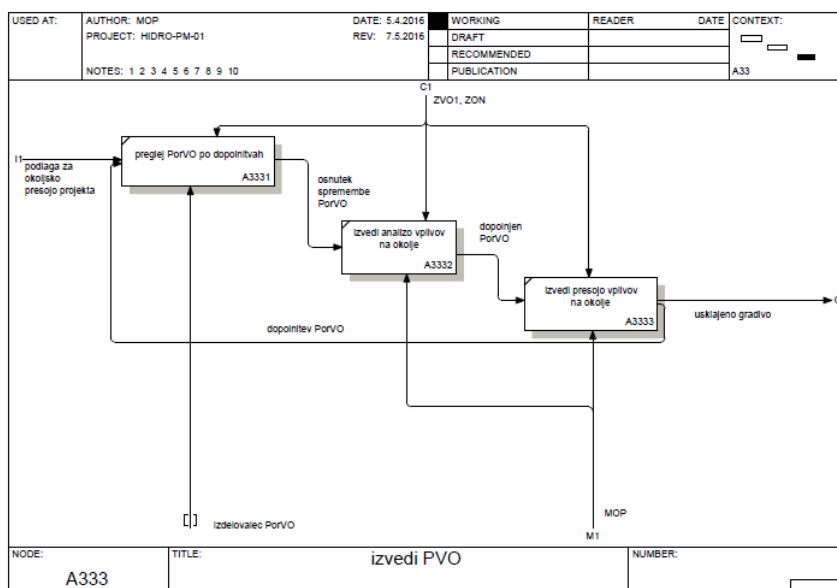 USED AT:
AUTHOR: MOP
DATE: 5.4.2016
WORKING
READER
DATE
CONTEXT:
PROJECT: HIDRO-PM-01
REV: 7.5.2016
DRAFT
RECOMMENDED
NOTES: 1 2 3 4 5 6 7 8 9 10
PUBLICATION
A33
C1
ZVO1, ZON
I1
podlaga za
okoljsko
presojo projekta
preglej PorVO po dopolnitvah
A3331
osnutek
spremembe
PorVO
izvedi analizo vplivov
na okolje
A3332
dopolnjen
PorVO
izvedi presojo vplivov
na okolje
A3333
usklajeno gradivo
dopolnitev PorVO
Izdelovalec PorVO
MOP
M1
NODE:
A333
TITLE:
izvedi PVO
NUMBER: